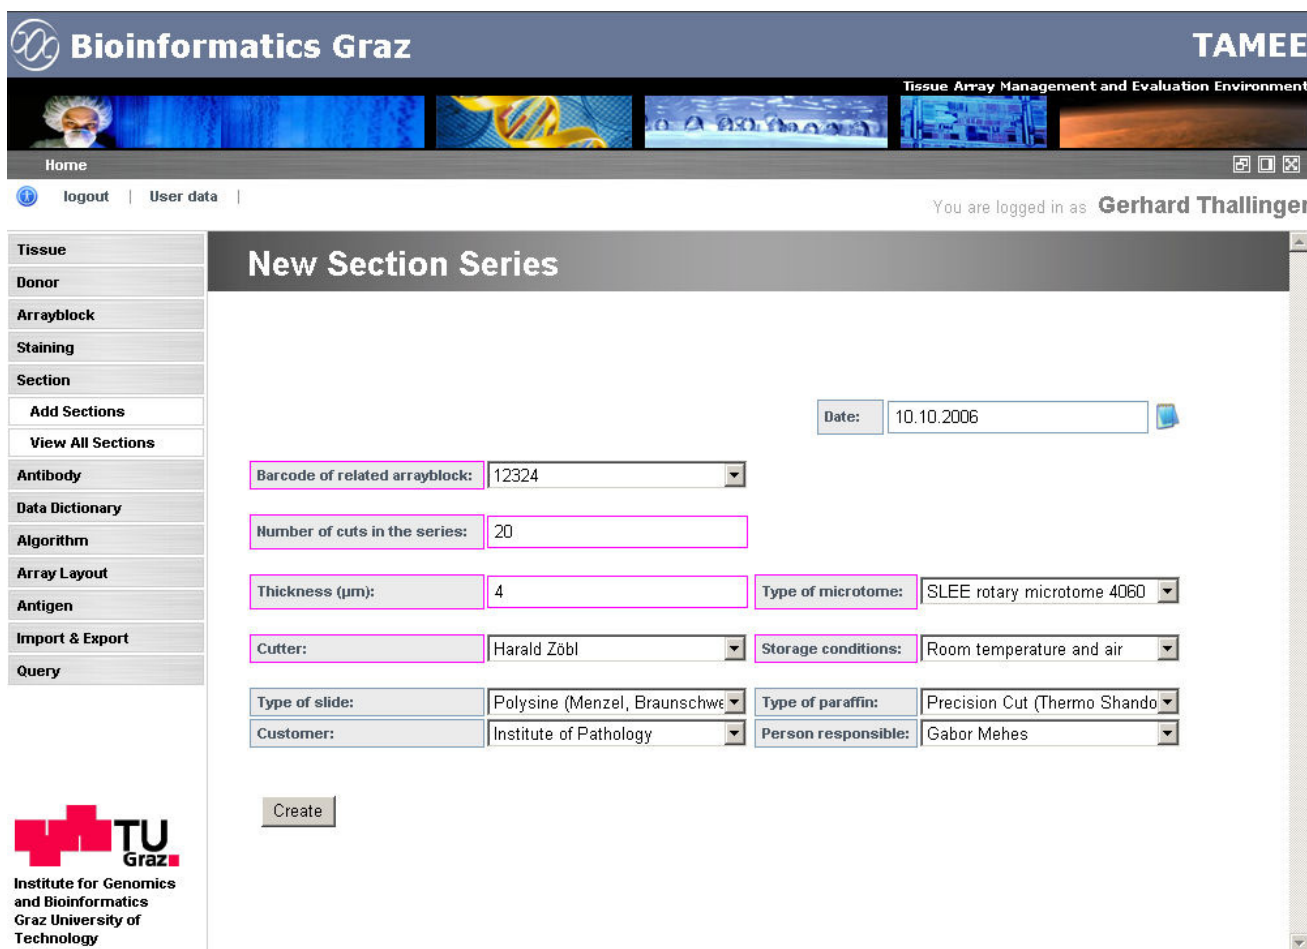 Bioinformatics Graz
TAMEE
Tissue Array Management and Evaluation Environment
Home
logout | User data |
You are logged in as Gerhard Thallinger
Tissue
Donor
Arrayblock
Staining
Section
Add Sections
View All Sections
Antibody
Data Dictionary
Algorithm
Array Layout
Antigen
Import & Export
Query
New Section Series
Date: 10.10.2006
Barcode of related arrayblock: 12324
Number of cuts in the series: 20
Thickness (µm): 4 Type of microtome: SLEE rotary microtome 4060
Cutter: Harald Zöbl Storage conditions: Room temperature and air
Type of slide: Polysine (Menzel, Braunschwe Type of paraffin: Precision Cut (Thermo Shando
Customer: Institute of Pathology Person responsible: Gabor Mehes
Create
TU
Graz
Institute for Genomics
and Bioinformatics
Graz University of
Technology